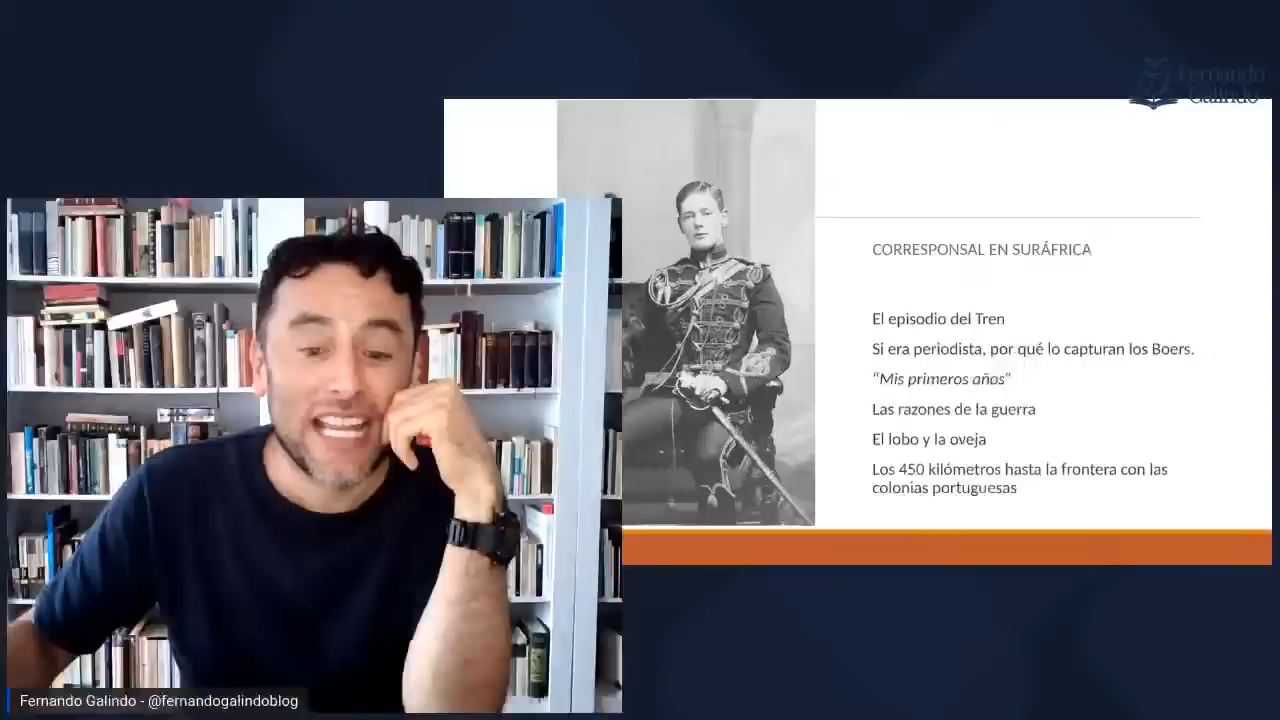 Fernando
Galindo
CORRESPONSAL EN SURÁFRICA
El episodio del Tren
Si era periodista, por qué lo capturan los Boers.
“Mis primeros años”
Las razones de la guerra
El lobo y la oveja
Los 450 kilómetros hasta la frontera con las
colonias portuguesas
Fernando Galindo - @fernandogalindoblog